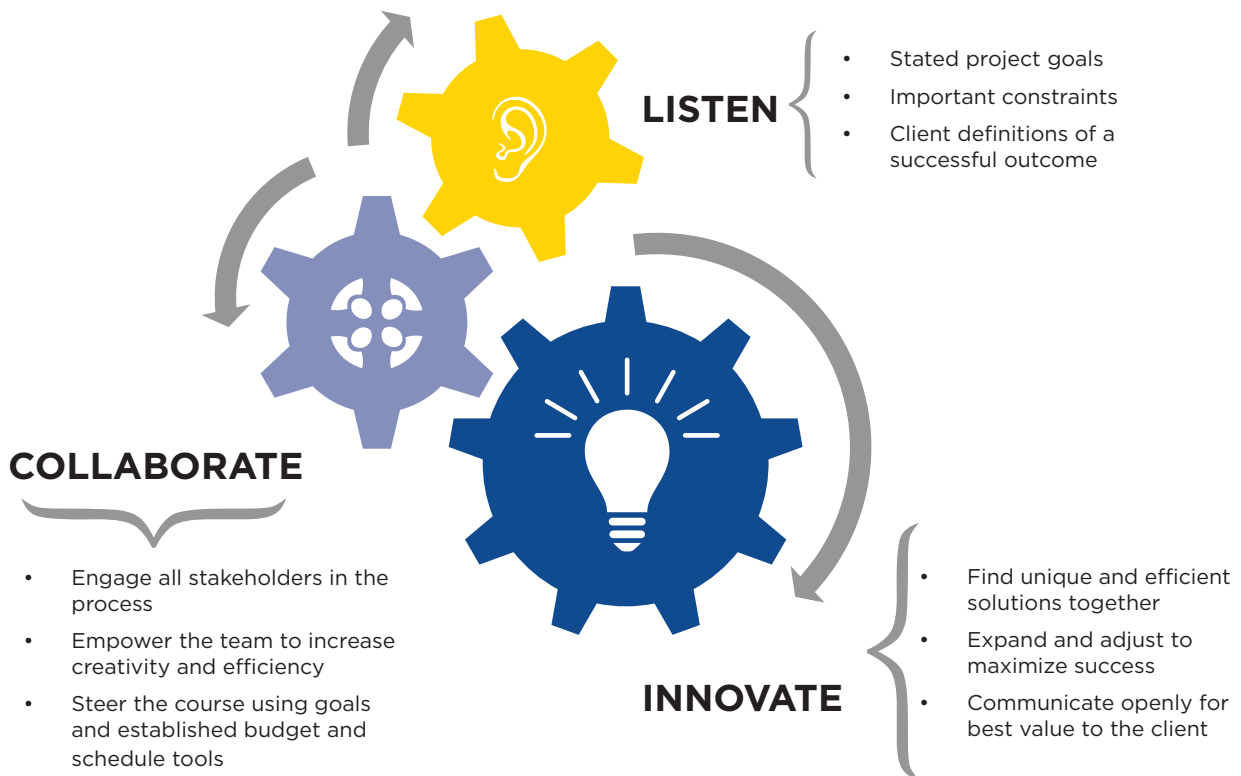 LISTEN
• Stated project goals
• Important constraints
• Client definitions of a
successful outcome
COLLABORATE
• Engage all stakeholders in the
process
• Empower the team to increase
creativity and efficiency
• Steer the course using goals
and established budget and
schedule tools
INNOVATE
• Find unique and efficient
solutions together
• Expand and adjust to
maximize success
• Communicate openly for
best value to the client